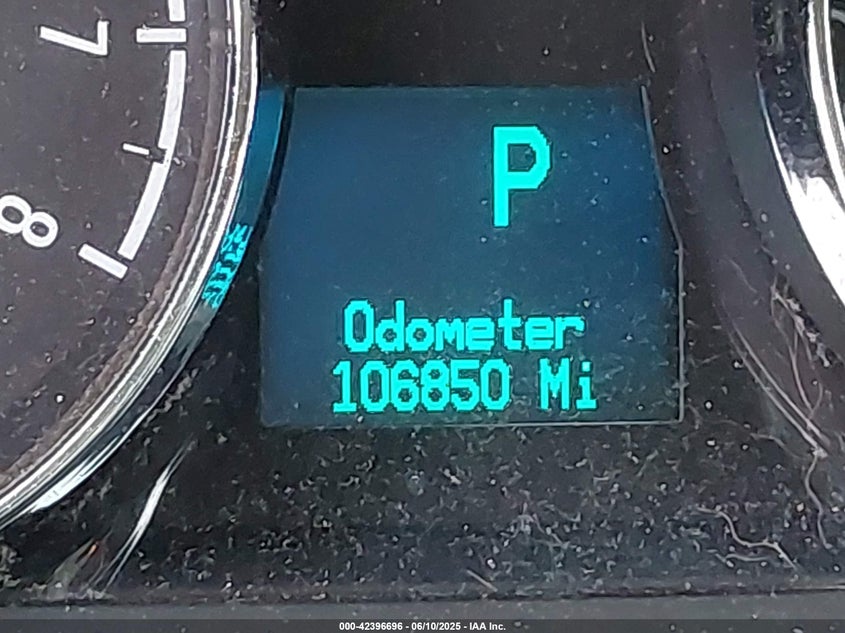 7
8
P
Odometer
106850 Mi
000-42396696 - 06/10/2025 - IAA Inc.